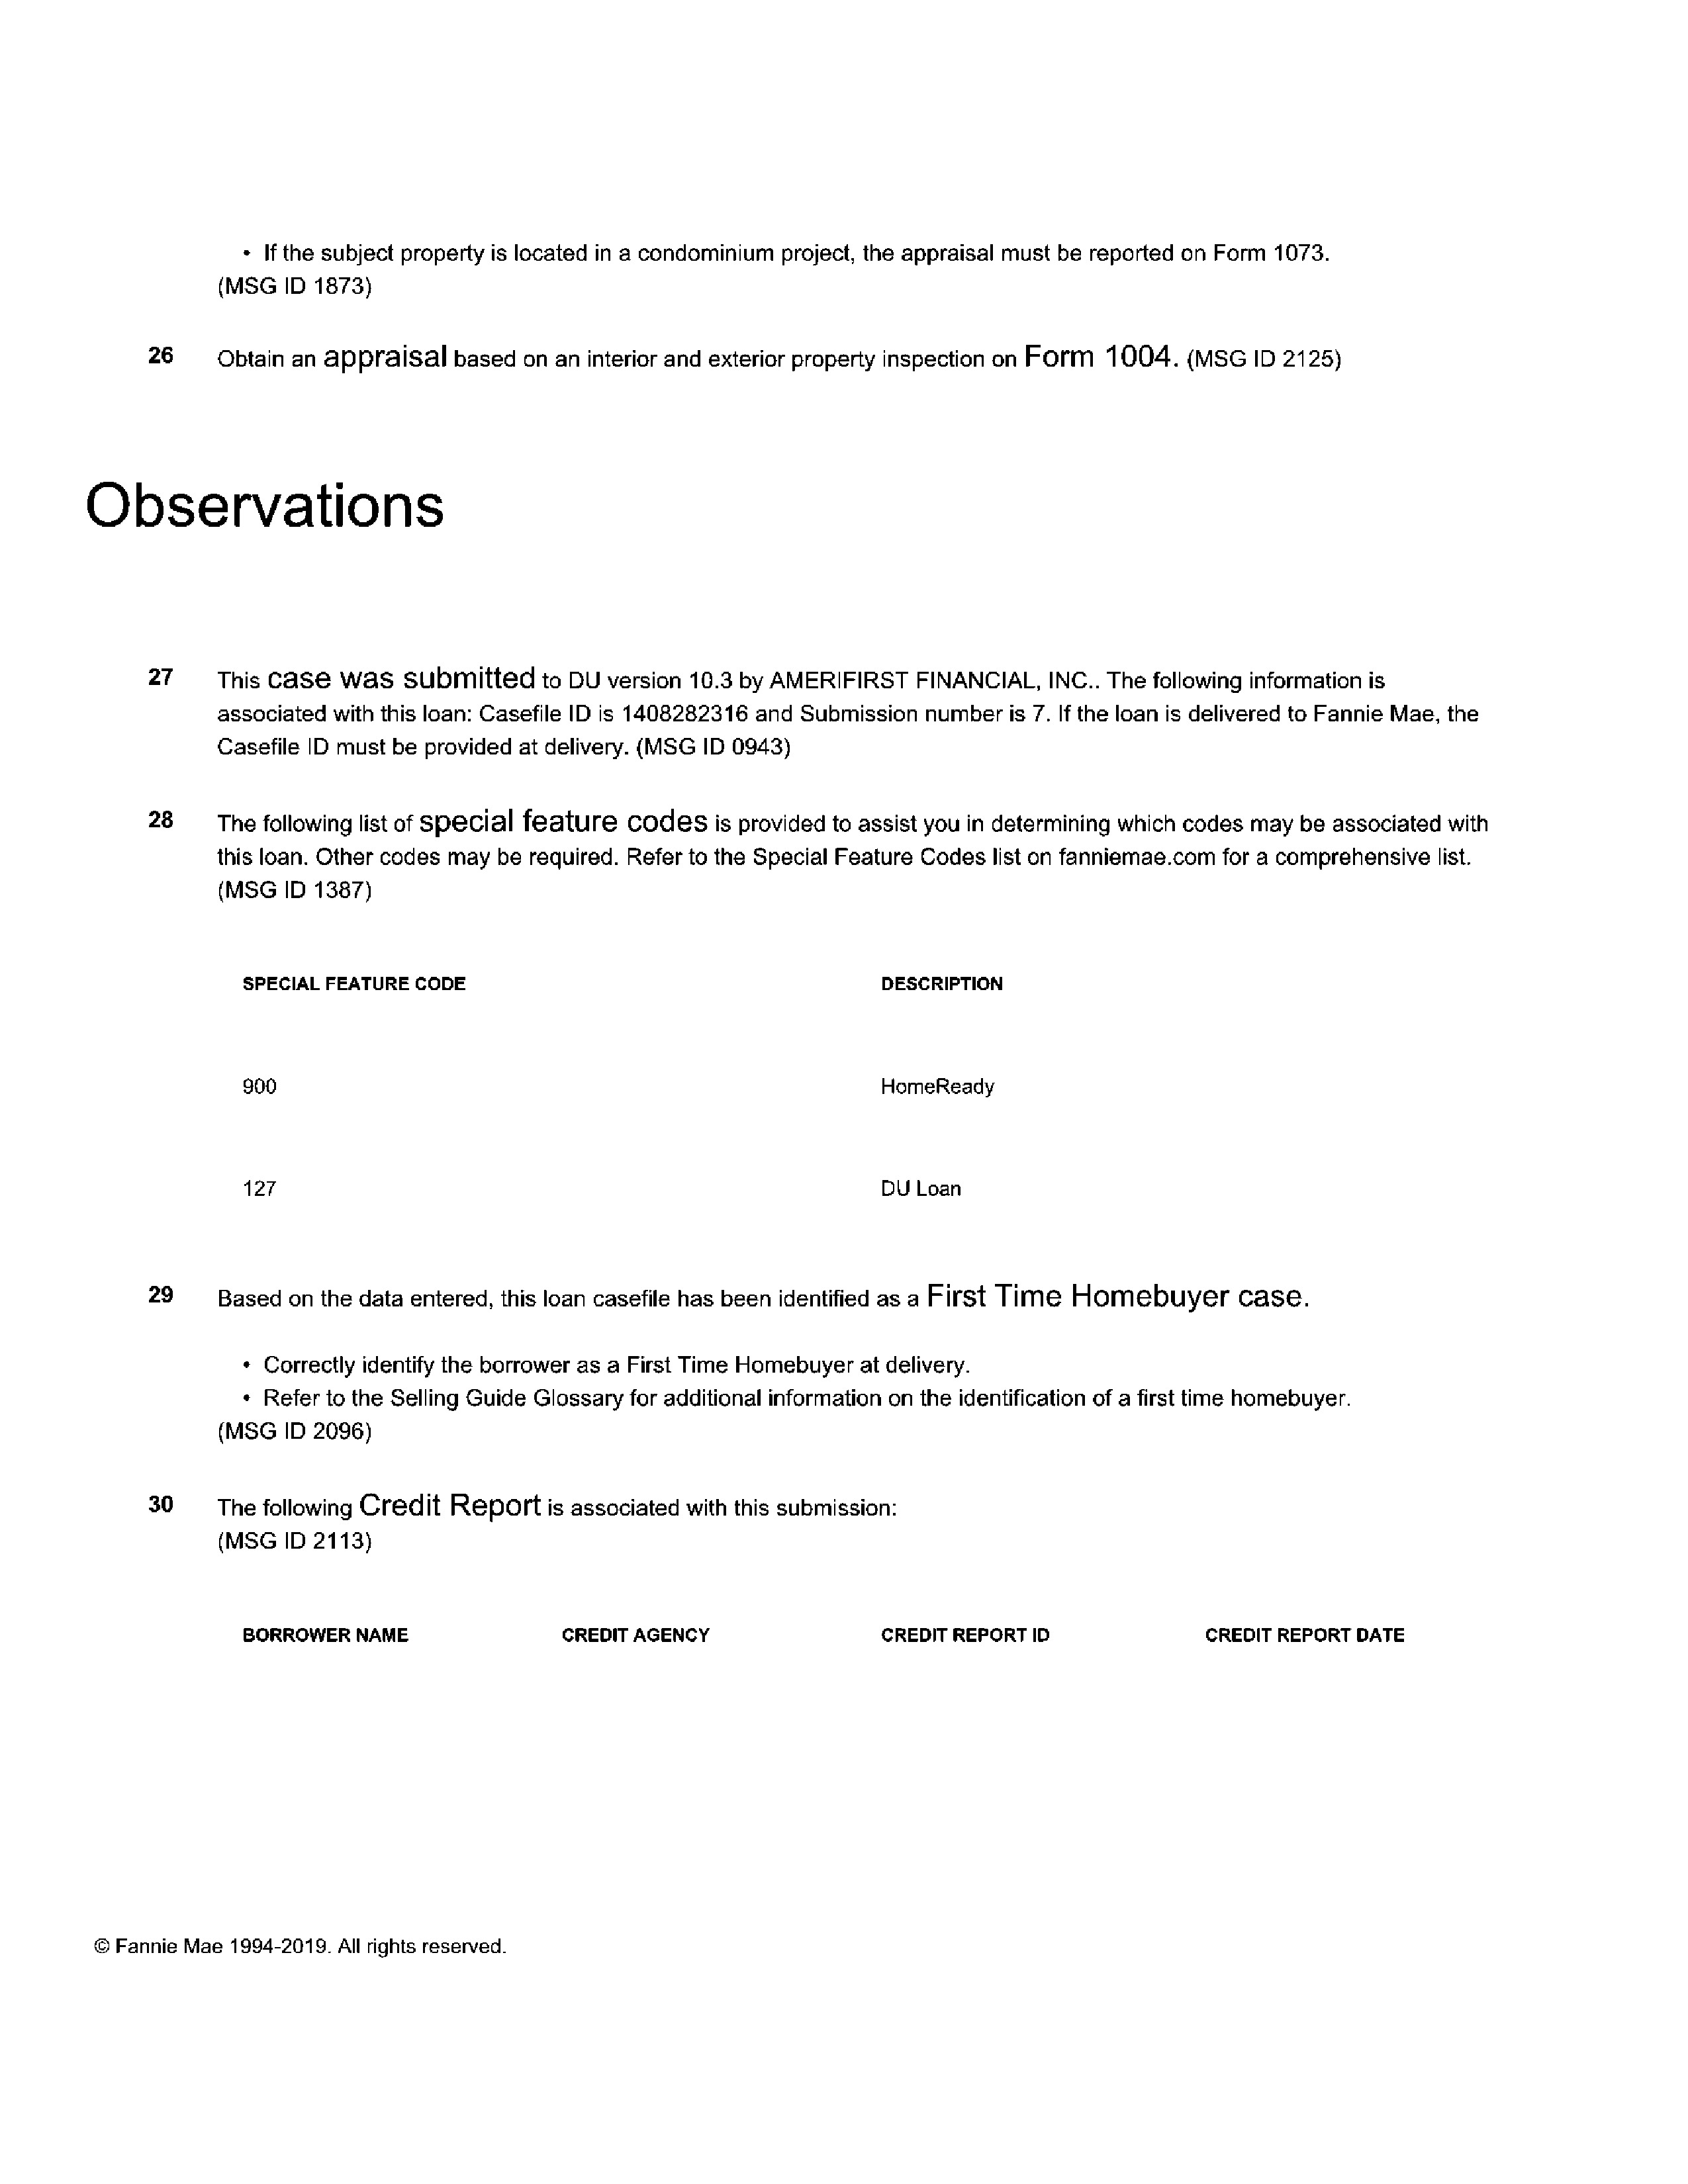 • If the subject property is located in a condominium project, the appraisal must be reported on Form 1073.
(MSG ID 1873)
26 Obtain an appraisal based on an interior and exterior property inspection on Form 1004. (MSG ID 2125)
Observations
27 This case was submitted to DU version 10.3 by AMERIFIRST FINANCIAL, INC.. The following information is
associated with this loan: Casefile ID is 1408282316 and Submission number is 7. If the loan is delivered to Fannie Mae, the
Casefile ID must be provided at delivery. (MSG ID 0943)
28 The following list of special feature codes is provided to assist you in determining which codes may be associated with
this loan. Other codes may be required. Refer to the Special Feature Codes list on fanniemae.com for a comprehensive list.
(MSG ID 1387)
SPECIAL FEATURE CODE DESCRIPTION
900 HomeReady
127 DU Loan
29 Based on the data entered, this loan casefile has been identified as a First Time Homebuyer case.
• Correctly identify the borrower as a First Time Homebuyer at delivery.
• Refer to the Selling Guide Glossary for additional information on the identification of a first time homebuyer.
(MSG ID 2096)
30 The following Credit Report is associated with this submission:
(MSG ID 2113)
BORROWER NAME CREDIT AGENCY CREDIT REPORT ID CREDIT REPORT DATE
© Fannie Mae 1994-2019. All rights reserved.